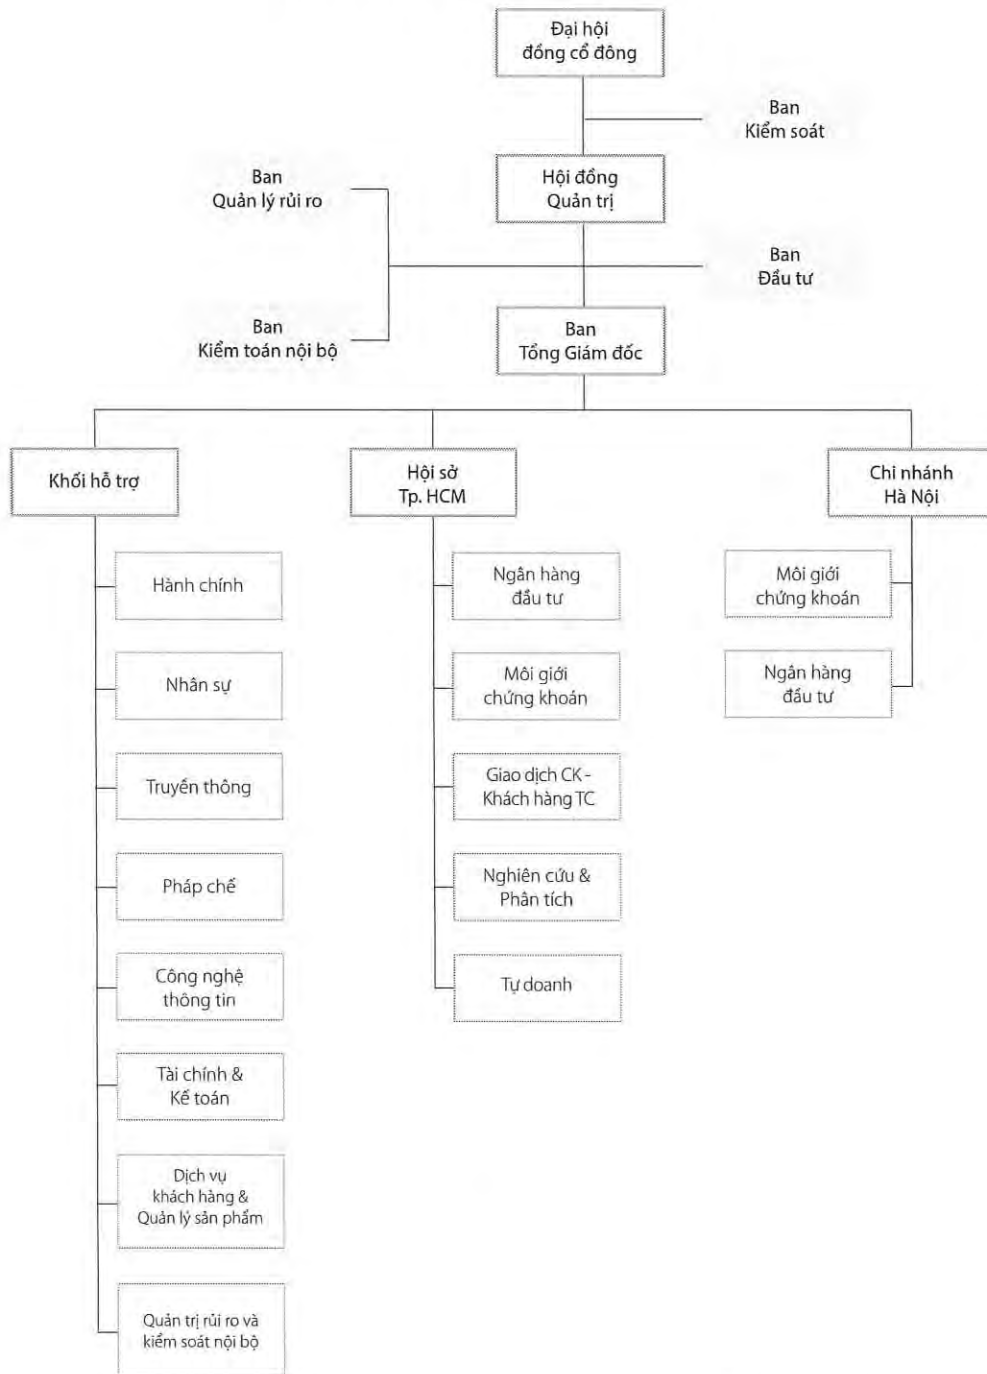 Đại hội
đồng cổ đông
Ban
Kiểm soát
Hội đồng
Quản trị
Ban
Quản lý rủi ro
Ban
Đầu tư
Ban
Kiểm toán nội bộ
Ban
Tổng Giám đốc
Khối hỗ trợ
Hội sở
Tp. HCM
Chi nhánh
Hà Nội
Hành chính
Nhân sự
Truyền thông
Pháp chế
Công nghệ
thông tin
Tài chính &
Kế toán
Dịch vụ
khách hàng &
Quản lý sản phẩm
Quản trị rủi ro và
kiểm soát nội bộ
Ngân hàng
đầu tư
Môi giới
chứng khoán
Giao dịch CK -
Khách hàng TC
Nghiên cứu &
Phân tích
Tự doanh
Môi giới
chứng khoán
Ngân hàng
đầu tư